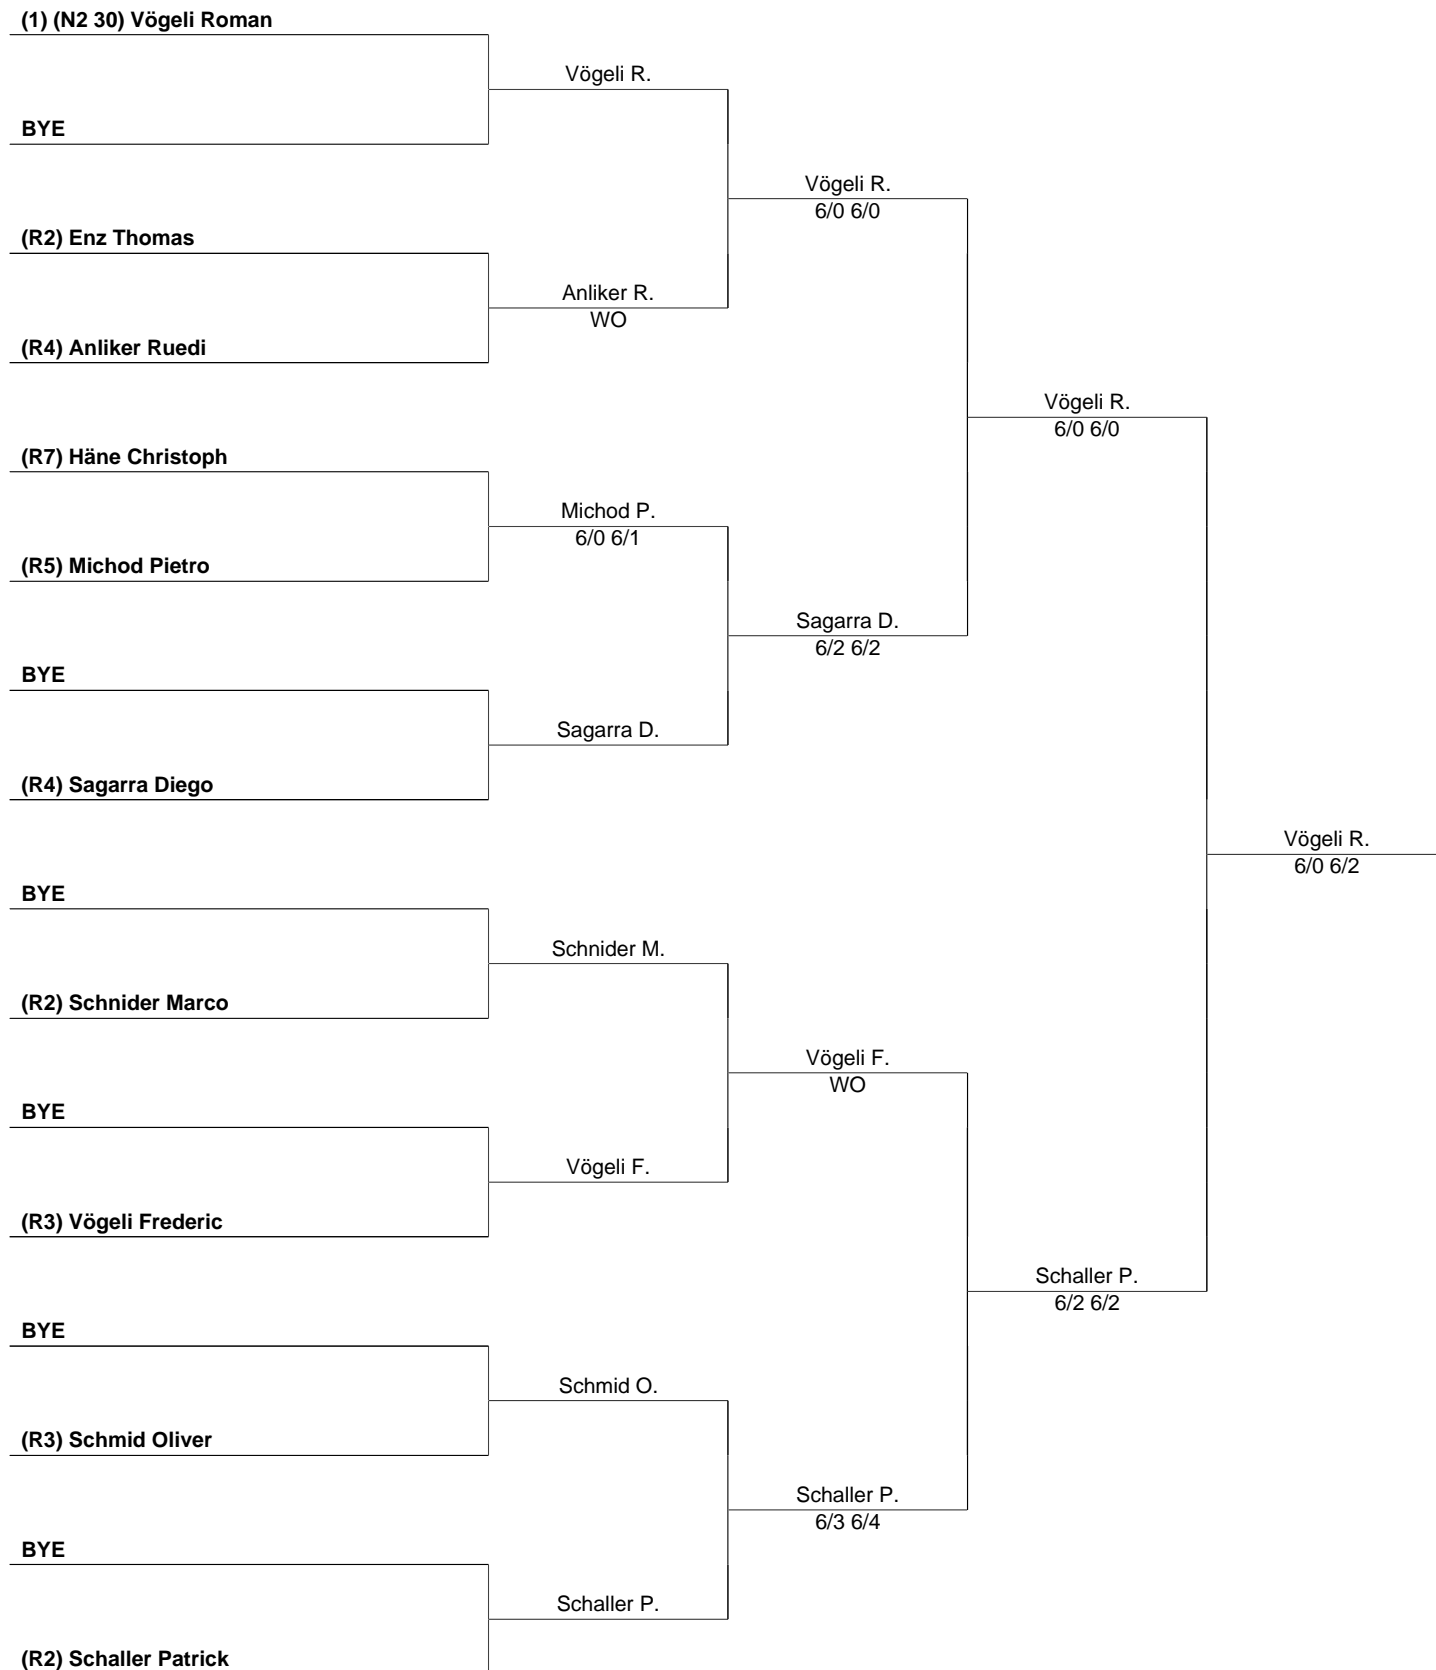 (1) (N2 30) Vögeli Roman
Vögeli R.
BYE
Vögeli R.
6/0 6/0
(R2) Enz Thomas
Anliker R.
WO
(R4) Anliker Ruedi
Vögeli R.
6/0 6/0
(R7) Häne Christoph
Michod P.
6/0 6/1
(R5) Michod Pietro
Sagarra D.
6/2 6/2
BYE
Sagarra D.
(R4) Sagarra Diego
Vögeli R.
6/0 6/2
BYE
Schnider M.
(R2) Schnider Marco
Vögeli F.
WO
BYE
Vögeli F.
(R3) Vögeli Frederic
Schaller P.
6/2 6/2
BYE
Schmid O.
(R3) Schmid Oliver
Schaller P.
6/3 6/4
BYE
Schaller P.
(R2) Schaller Patrick